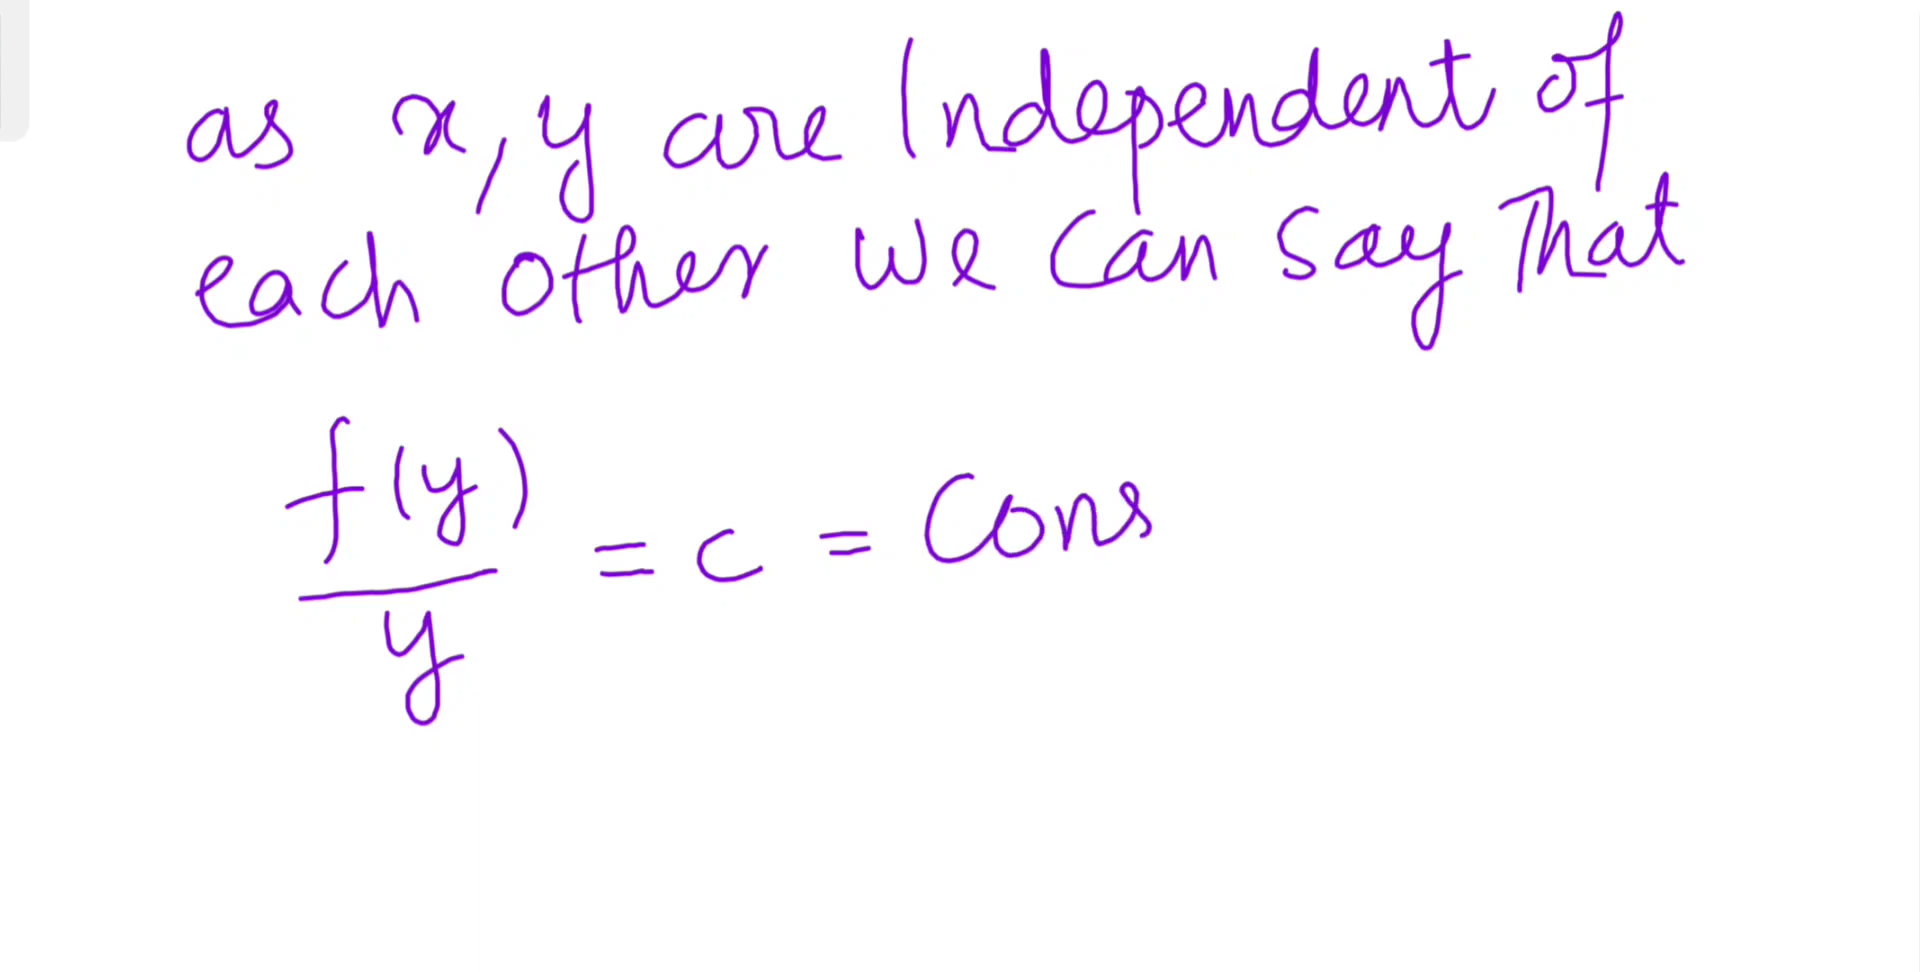 as x, y are Independent of
each other we can say That
f(y)/y = c = Cons